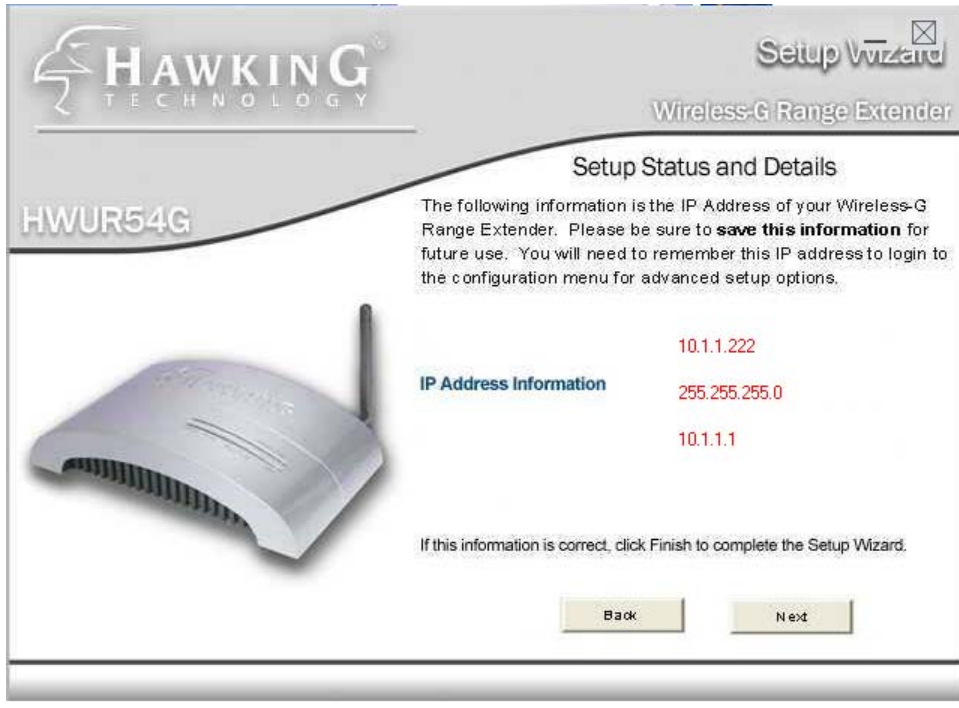 HAWKING®
TECHNOLOGY
Setup Wizard
Wireless-G Range Extender
HWUR54G
Setup Status and Details
The following information is the IP Address of your Wireless-G
Range Extender. Please be sure to save this information for
future use. You will need to remember this IP address to login to
the configuration menu for advanced setup options.
10.1.1.222
IP Address Information
255.255.255.0
10.1.1.1
If this information is correct, click Finish to complete the Setup Wizard.
Back
Next